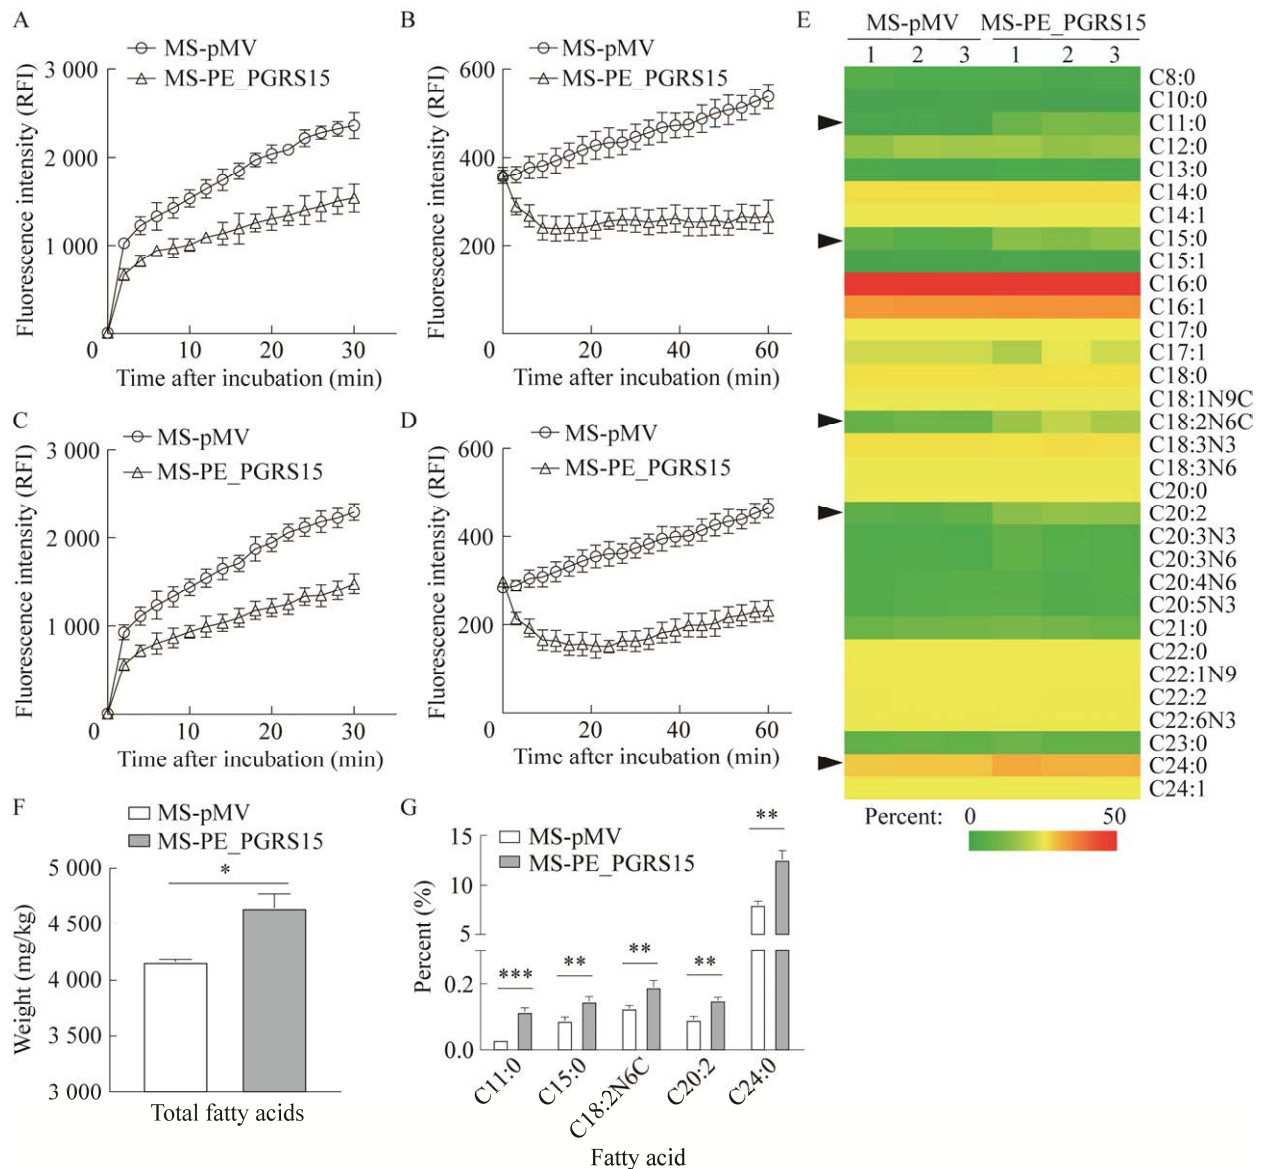 A
MS-pMV
MS-PE_PGRS15
3 000
2 000
1 000
0
10
20
30
Fluorescence intensity (RFI)
Time after incubation (min)
B
MS-pMV
MS-PE_PGRS15
600
400
200
0
20
40
60
Fluorescence intensity (RFI)
Time after incubation (min)
C
MS-pMV
MS-PE_PGRS15
3 000
2 000
1 000
0
10
20
30
Fluorescence intensity (RFI)
Time after incubation (min)
D
MS-pMV
MS-PE_PGRS15
600
400
200
0
20
40
60
Fluorescence intensity (RFI)
Time after incubation (min)
E
MS-pMV MS-PE_PGRS15
1 2 3 1 2 3
C8:0
C10:0
C11:0
C12:0
C13:0
C14:0
C14:1
C15:0
C15:1
C16:0
C16:1
C17:0
C17:1
C18:0
C18:1N9C
C18:2N6C
C18:3N3
C18:3N6
C20:0
C20:2
C20:3N3
C20:3N6
C20:4N6
C20:5N3
C21:0
C22:0
C22:1N9
C22:2
C22:6N3
C23:0
C24:0
C24:1
Percent: 0 50
F
MS-pMV
MS-PE_PGRS15
5 000
4 500
4 000
3 500
3 000
*
Weight (mg/kg)
Total fatty acids
G
MS-pMV
MS-PE_PGRS15
15
10
5
0.2
0.0
*** ** ** ** **
Percent (%)
C11:0
C15:0
C18:2N6C
C20:2
C24:0
Fatty acid